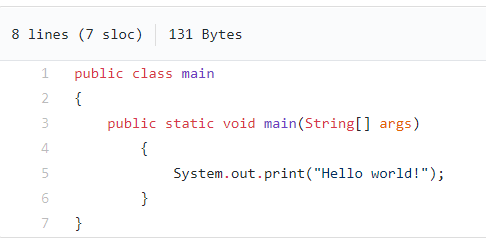 8 lines (7 sloc) 131 Bytes
1 public class main
2 {
3 public static void main(String[] args)
4 {
5 System.out.print("Hello world!");
6 }
7 }